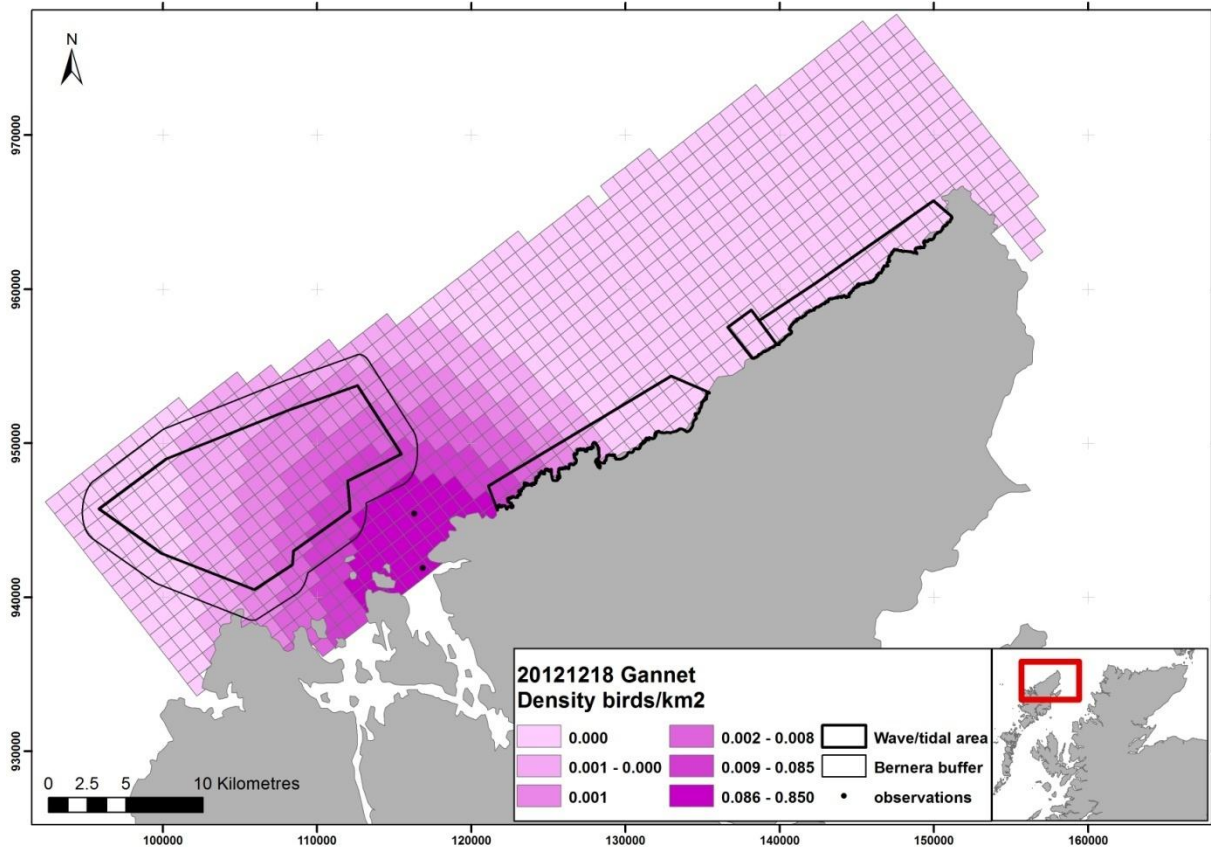 N
970000
960000
950000
940000
930000
20121218 Gannet
Density birds/km2
0.000
0.002 - 0.008
Wave/tidal area
0.001 - 0.000
0.009 - 0.085
Bernera buffer
0.001
0.086 - 0.850
observations
0 2.5 5 10 Kilometres
100000 110000 120000 130000 140000 150000 160000